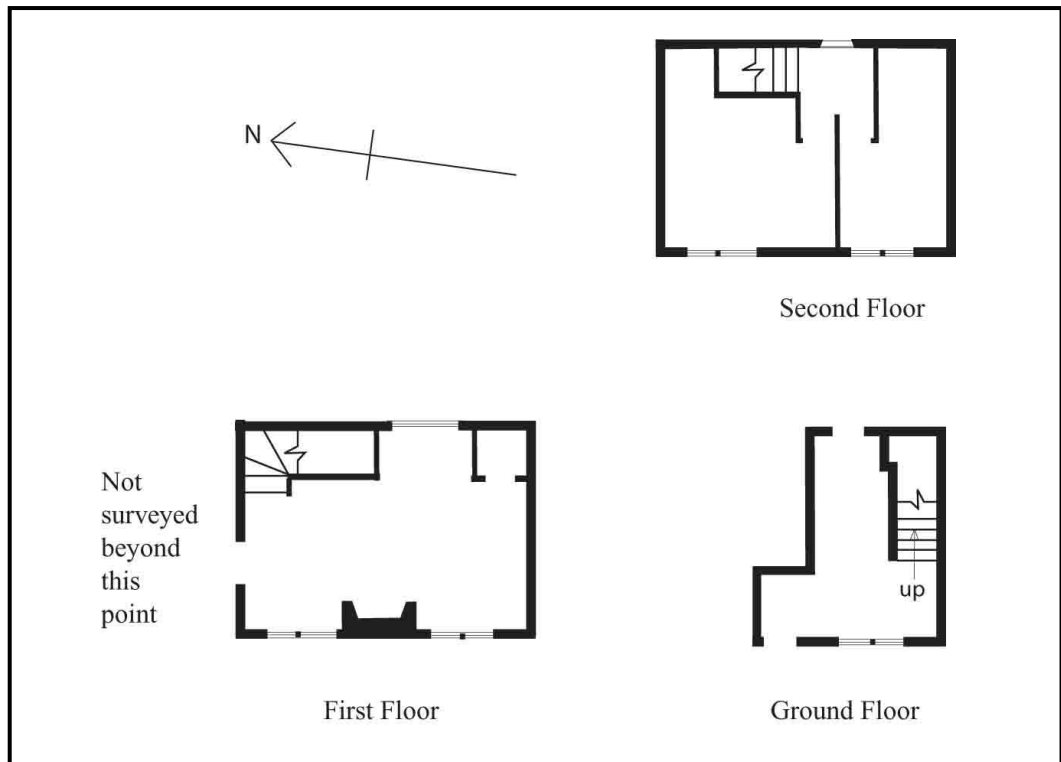 N
Second Floor
Not
surveyed
beyond
this
point
up
First Floor
Ground Floor